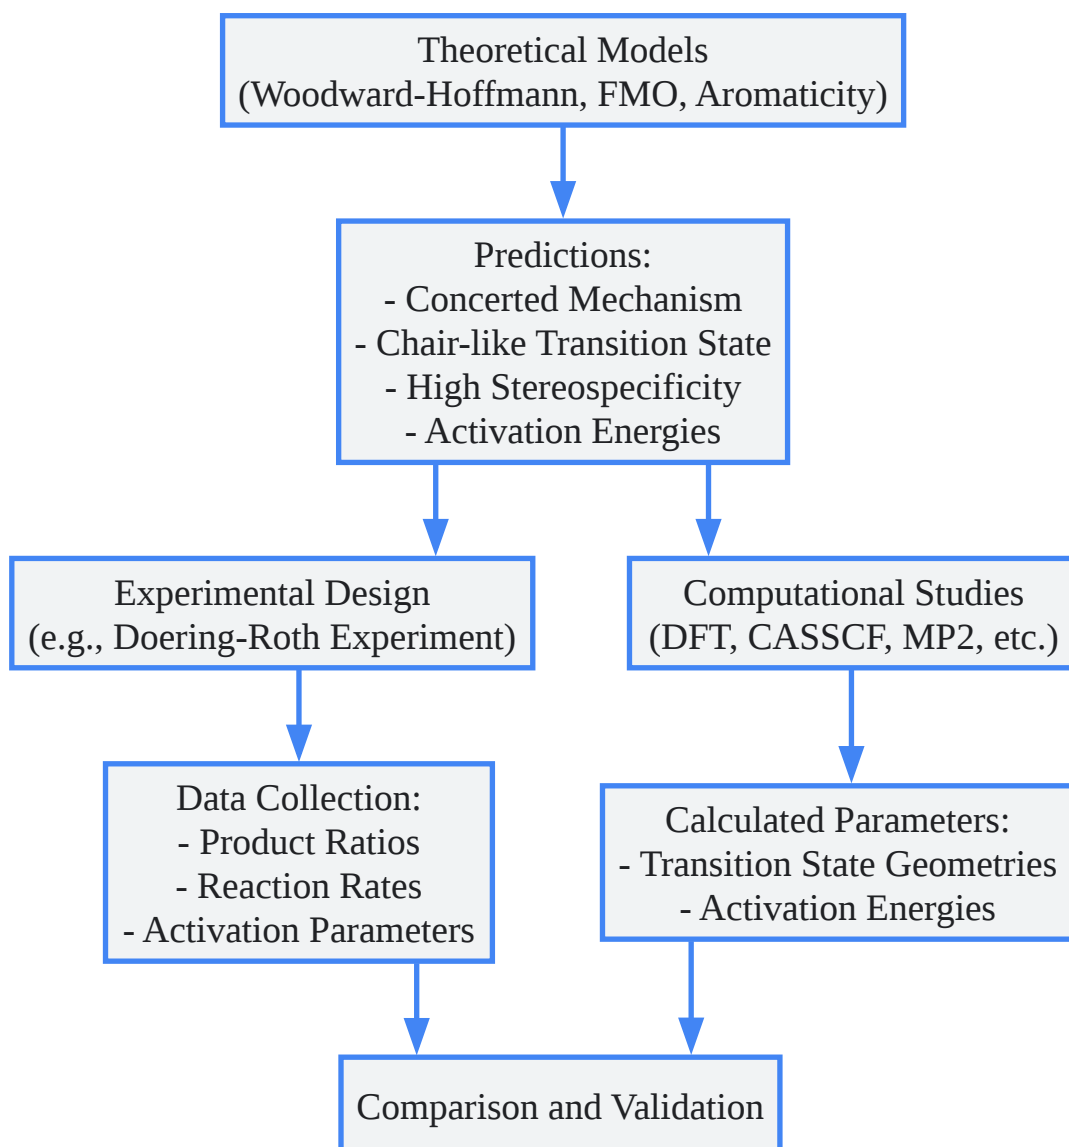 Theoretical Models
(Woodward-Hoffmann, FMO, Aromaticity)
Predictions:
- Concerted Mechanism
- Chair-like Transition State
- High Stereospecificity
- Activation Energies
Experimental Design
(e.g., Doering-Roth Experiment)
Computational Studies
(DFT, CASSCF, MP2, etc.)
Data Collection:
- Product Ratios
- Reaction Rates
- Activation Parameters
Calculated Parameters:
- Transition State Geometries
- Activation Energies
Comparison and Validation